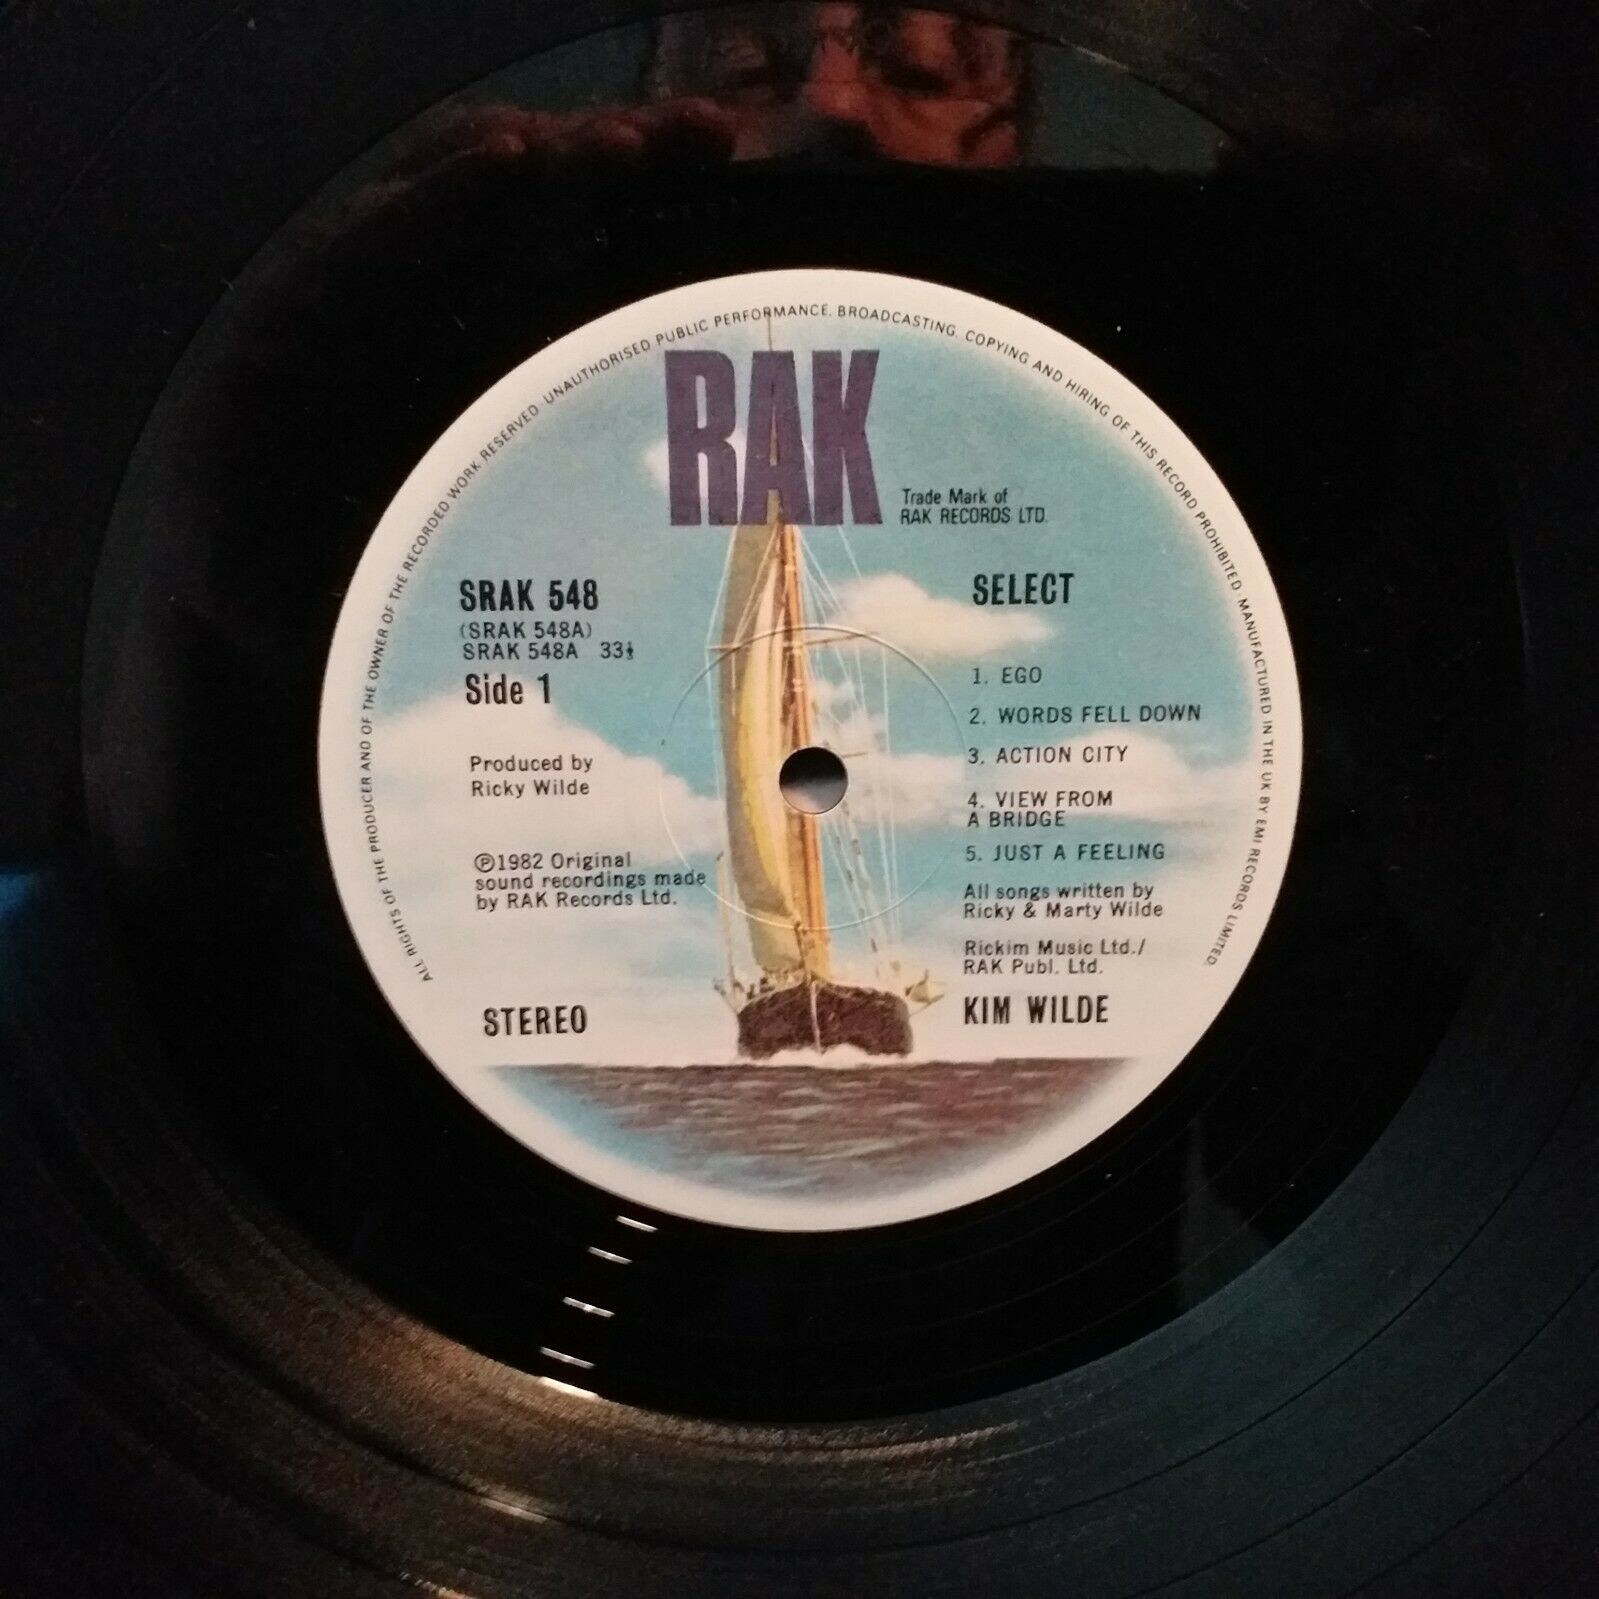 ALL RIGHTS OF THE PRODUCER AND OF THE OWNER OF THE RECORDED WORK RESERVED. UNAUTHORISED PUBLIC PERFORMANCE, BROADCASTING, COPYING AND HIRING OF THIS RECORD PROHIBITED. MANUFACTURED IN THE UK BY EMI RECORDS LIMITED.
RAK
Trade Mark of
RAK RECORDS LTD.
SRAK 548
(SRAK 548A)
SRAK 548A 33⅓
Side 1
Produced by
Ricky Wilde
℗1982 Original
sound recordings made
by RAK Records Ltd.
STEREO
SELECT
1. EGO
2. WORDS FELL DOWN
3. ACTION CITY
4. VIEW FROM
A BRIDGE
5. JUST A FEELING
All songs written by
Ricky & Marty Wilde
Rickim Music Ltd./
RAK Publ. Ltd.
KIM WILDE